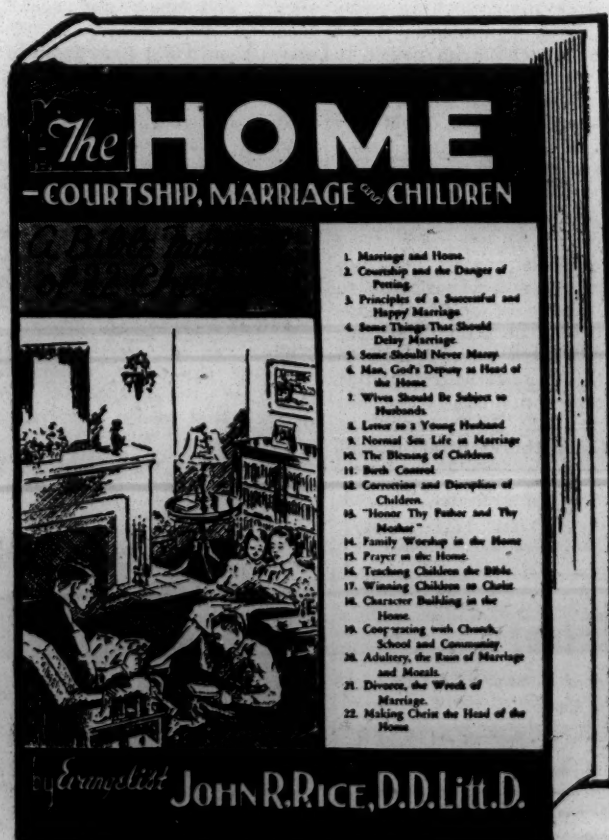 The HOME
—COURTSHIP, MARRIAGE and CHILDREN
A Bible
of the
1. Marriage and Home.
2. Courtship and the Danger of
Petting.
3. Principles of a Successful and
Happy Marriage.
4. Some Things That Should
Delay Marriage.
5. Some Should Never Marry.
6. Man, God's Deputy as Head of
the Home.
7. Wives Should Be Subject to
Husbands.
8. Letter to a Young Husband.
9. Normal Sex Life in Marriage
10. The Blessing of Children.
11. Birth Control.
12. Correction and Discipline of
Children.
13. "Honor Thy Father and Thy
Mother"
14. Family Worship in the Home
15. Prayer in the Home.
16. Teaching Children the Bible.
17. Winning Children to Christ.
18. Character Building in the
Home.
19. Cooperating with Church,
School and Community.
20. Adultery, the Ruin of Marriage
and Morals.
21. Divorce, the Wreck of
Marriage.
22. Making Christ the Head of the
Home
by Evangelist JOHN R. RICE, D.D. Litt. D.